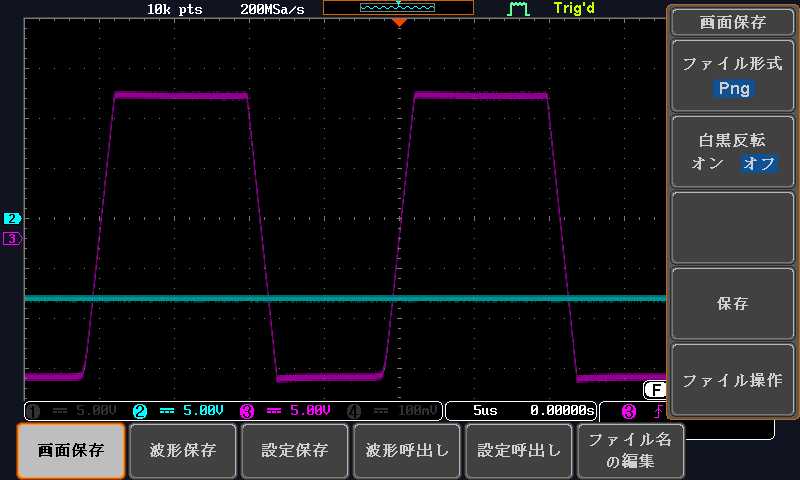 10k pts 200MSa/s Trig'd
画面保存
ファイル形式
Png
白黒反転
オン オフ
2
3
保存
ファイル操作
F
1 5.00V 2 5.00V 3 5.00V 4 100mV 5us 0.00000s 3
画面保存 波形保存 設定保存 波形呼出し 設定呼出し
ファイル名
の編集